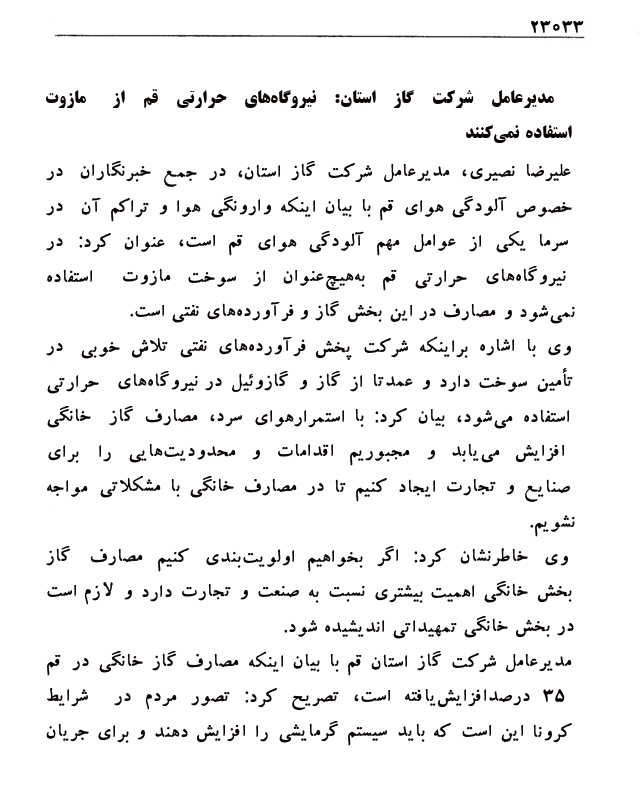 ۲۳۰۳۳
مدیرعامل شرکت گاز استان: نیروگاه‌های حرارتی قم از مازوت
استفاده نمی‌کنند
علیرضا نصیری، مدیرعامل شرکت گاز استان، در جمع خبرنگاران در
خصوص آلودگی هوای قم با بیان اینکه وارونگی هوا و تراکم آن در
سرما یکی از عوامل مهم آلودگی هوای قم است، عنوان کرد: در
نیروگاه‌های حرارتی قم به‌هیچ‌عنوان از سوخت مازوت استفاده
نمی‌شود و مصارف در این بخش گاز و فرآورده‌های نفتی است.
وی با اشاره براینکه شرکت پخش فرآورده‌های نفتی تلاش خوبی در
تأمین سوخت دارد و عمدتا از گاز و گازوئیل در نیروگاه‌های حرارتی
استفاده می‌شود، بیان کرد: با استمرارهوای سرد، مصارف گاز خانگی
افزایش می‌یابد و مجبوریم اقدامات و محدودیت‌هایی را برای
صنایع و تجارت ایجاد کنیم تا در مصارف خانگی با مشکلاتی مواجه
نشویم.
وی خاطرنشان کرد: اگر بخواهیم اولویت‌بندی کنیم مصارف گاز
بخش خانگی اهمیت بیشتری نسبت به صنعت و تجارت دارد و لازم است
در بخش خانگی تمهیداتی اندیشیده شود.
مدیرعامل شرکت گاز استان قم با بیان اینکه مصارف گاز خانگی در قم
۳۵ درصدافزایش‌یافته است، تصریح کرد: تصور مردم در شرایط
کرونا این است که باید سیستم گرمایشی را افزایش دهند و برای جریان